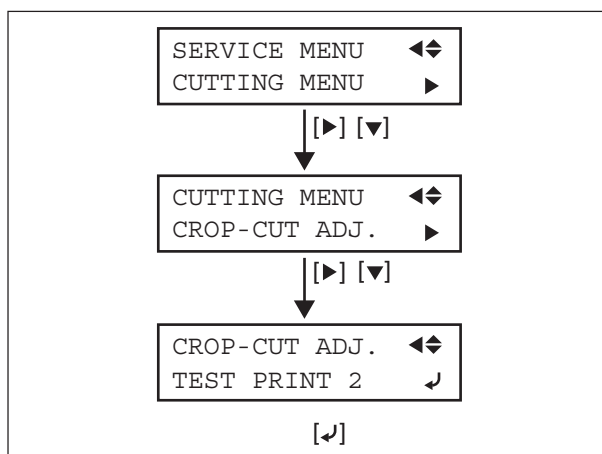 SERVICE MENU ◀◆
CUTTING MENU ▶
[▶] [▼]
CUTTING MENU ◀◆
CROP-CUT ADJ. ▶
[▶] [▼]
CROP-CUT ADJ. ◀◆
TEST PRINT 2 ↵
[↵]